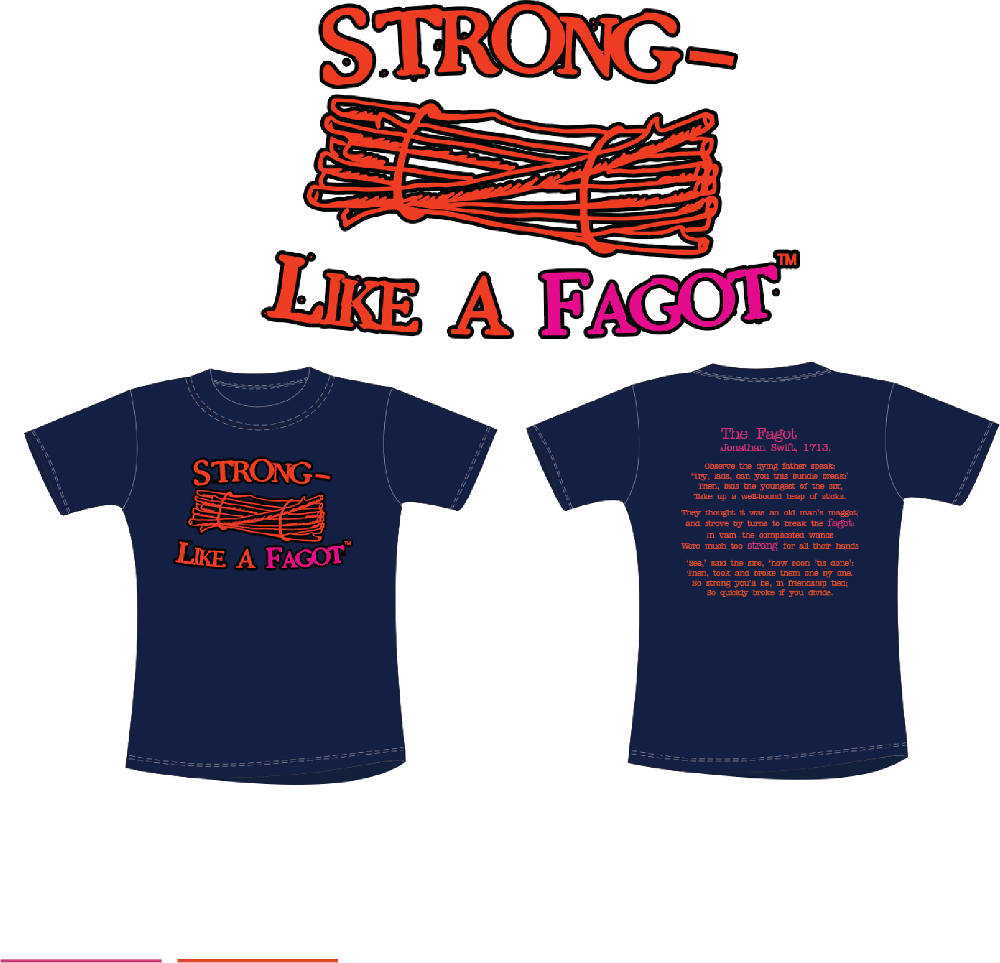 STRONG-
LIKE A FAGOT™
STRONG-
LIKE A FAGOT™
The Fagot
Jonathan Swift, 1713.
Observe the dying father speak:
'Try, lads, can you this bundle break:'
Then, bids the youngest of the six,
Take up a well-bound heap of sticks.
They thought it was an old man's maggot;
and strove by turns to break the fagot:
In vain—the complicated wands
Were much too strong for all their hands
'See,' said the sire, 'how soon 'tis done':
Then, took and broke them one by one.
So strong you'll be, in friendship tied;
So quickly broke if you divide.